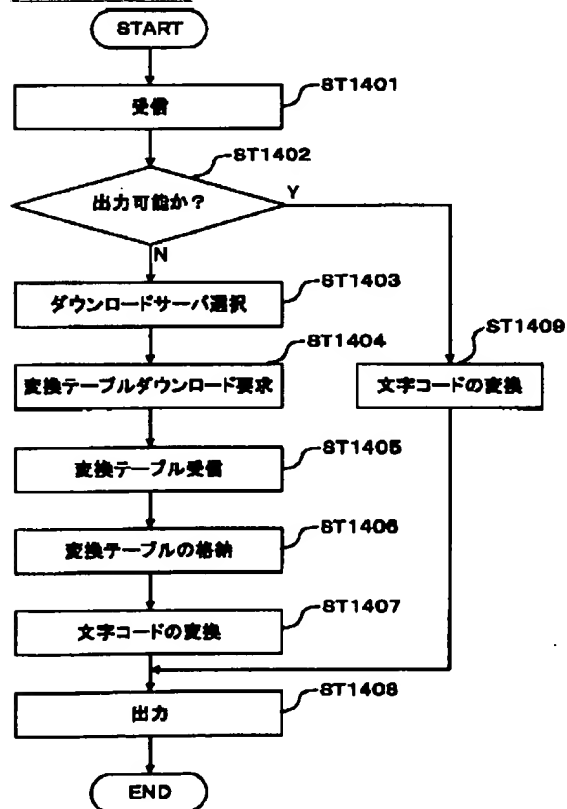 START
受信
ST1401
出力可能か？
ST1402
Y
N
ダウンロードサーバ選択
ST1403
変換テーブルダウンロード要求
ST1404
文字コードの変換
ST1409
変換テーブル受信
ST1405
変換テーブルの格納
ST1406
文字コードの変換
ST1407
出力
ST1408
END